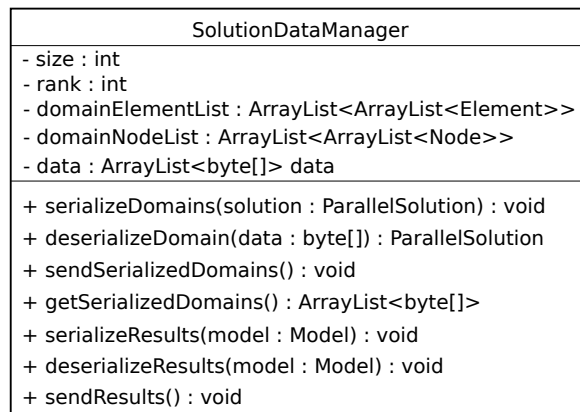 SolutionDataManager
- size : int
- rank : int
- domainElementList : ArrayList<ArrayList<Element>>
- domainNodeList : ArrayList<ArrayList<Node>>
- data : ArrayList<byte[]> data
+ serializeDomains(solution : ParallelSolution) : void
+ deserializeDomain(data : byte[]) : ParallelSolution
+ sendSerializedDomains() : void
+ getSerializedDomains() : ArrayList<byte[]>
+ serializeResults(model : Model) : void
+ deserializeResults(model : Model) : void
+ sendResults() : void